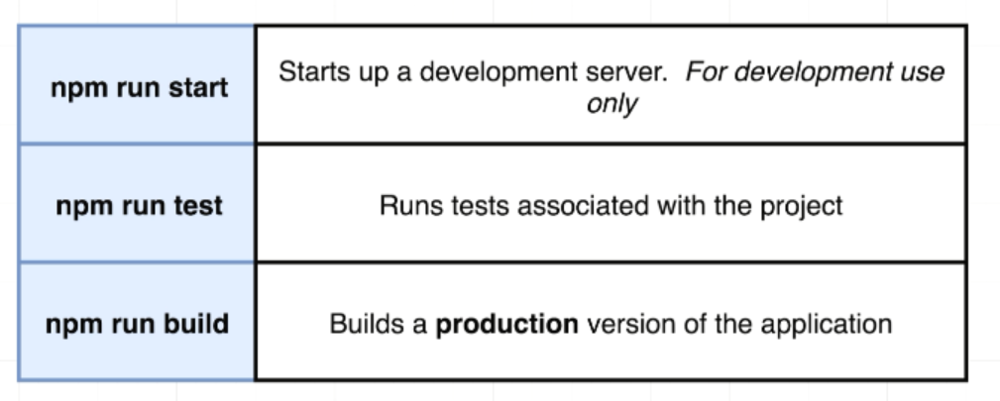 npm run start
Starts up a development server. For development use
only
npm run test
Runs tests associated with the project
npm run build
Builds a production version of the application